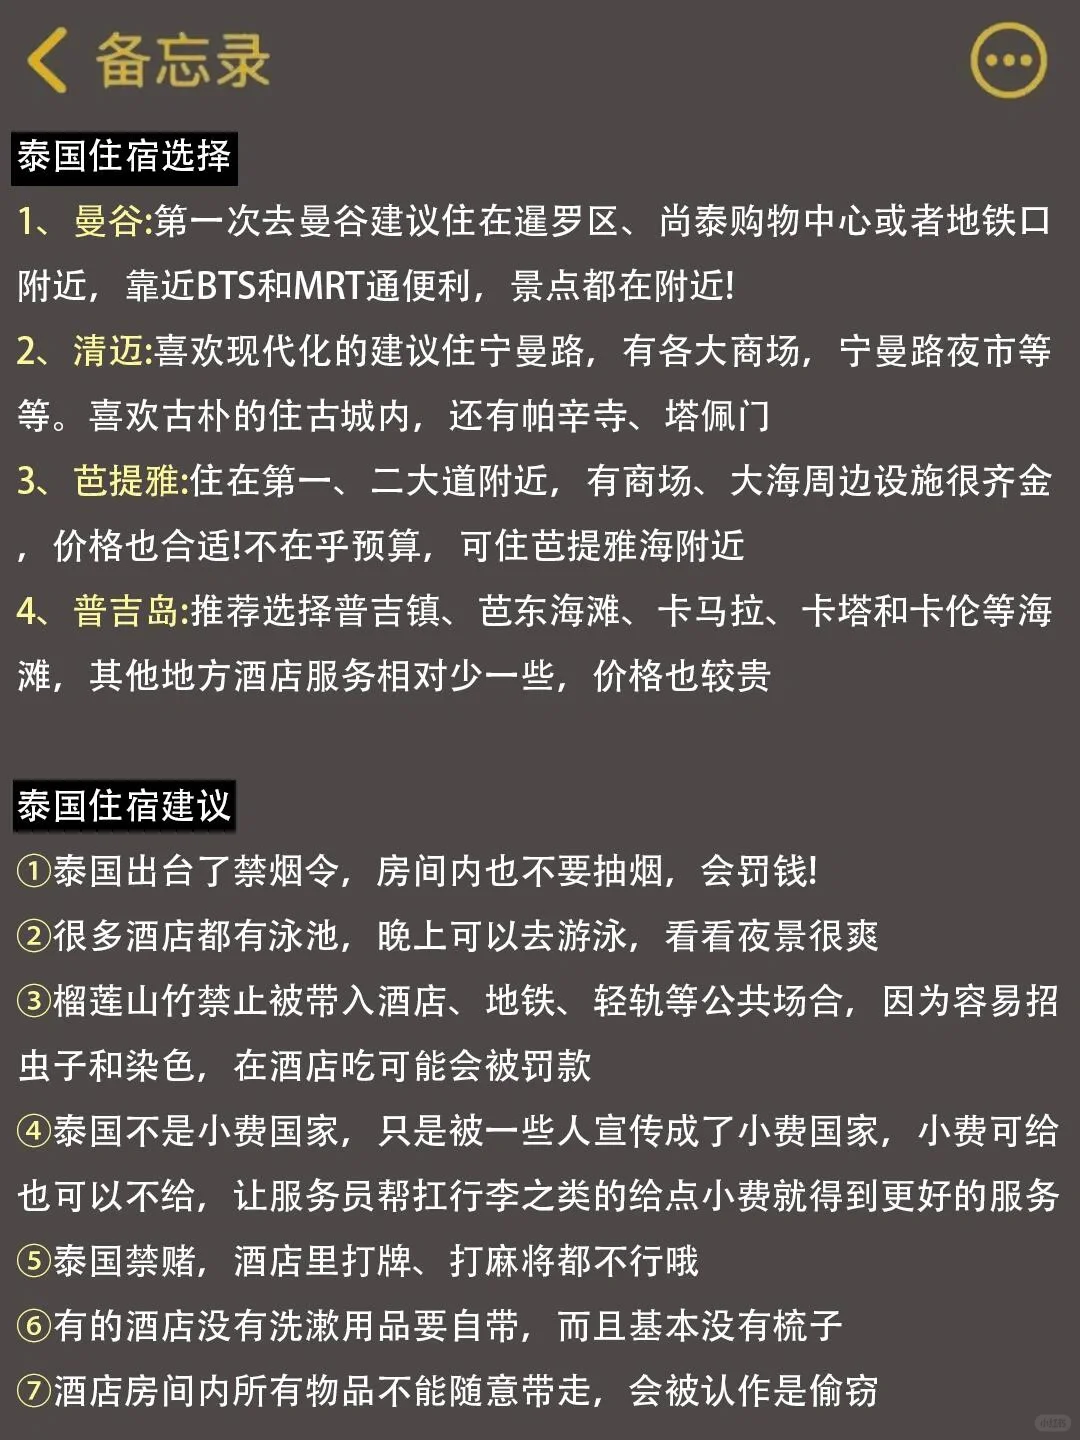 备忘录
泰国住宿选择
1、曼谷:第一次去曼谷建议住在暹罗区、尚泰购物中心或者地铁口
附近，靠近BTS和MRT通便利，景点都在附近!
2、清迈:喜欢现代化的建议住宁曼路，有各大商场，宁曼路夜市等
等。喜欢古朴的住古城内，还有帕辛寺、塔佩门
3、芭提雅:住在第一、二大道附近，有商场、大海周边设施很齐金
，价格也合适!不在乎预算，可住芭提雅海附近
4、普吉岛:推荐选择普吉镇、芭东海滩、卡马拉、卡塔和卡伦等海
滩，其他地方酒店服务相对少一些，价格也较贵
泰国住宿建议
①泰国出台了禁烟令，房间内也不要抽烟，会罚钱!
②很多酒店都有泳池，晚上可以去游泳，看看夜景很爽
③榴莲山竹禁止被带入酒店、地铁、轻轨等公共场合，因为容易招
虫子和染色，在酒店吃可能会被罚款
④泰国不是小费国家，只是被一些人宣传成了小费国家，小费可给
也可以不给，让服务员帮扛行李之类的给点小费就得到更好的服务
⑤泰国禁赌，酒店里打牌、打麻将都不行哦
⑥有的酒店没有洗漱用品要自带，而且基本没有梳子
⑦酒店房间内所有物品不能随意带走，会被认作是偷窃
小红书